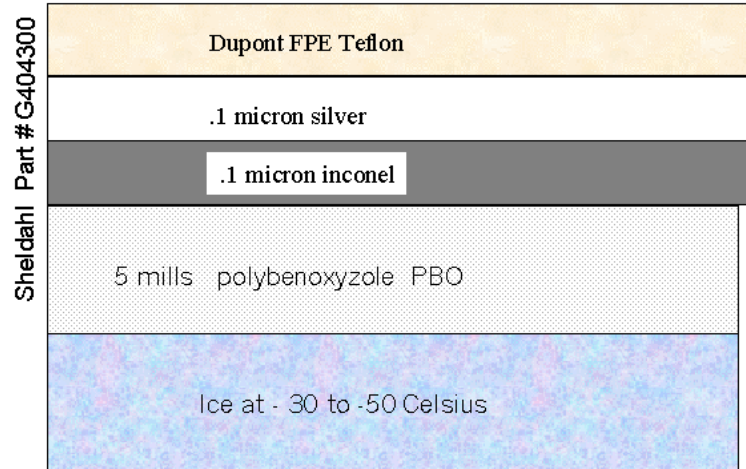 Sheldahl Part # G404300
Dupont FPE Teflon
.1 micron silver
.1 micron inconel
5 mills polybenoxyzole PBO
Ice at - 30 to -50 Celsius